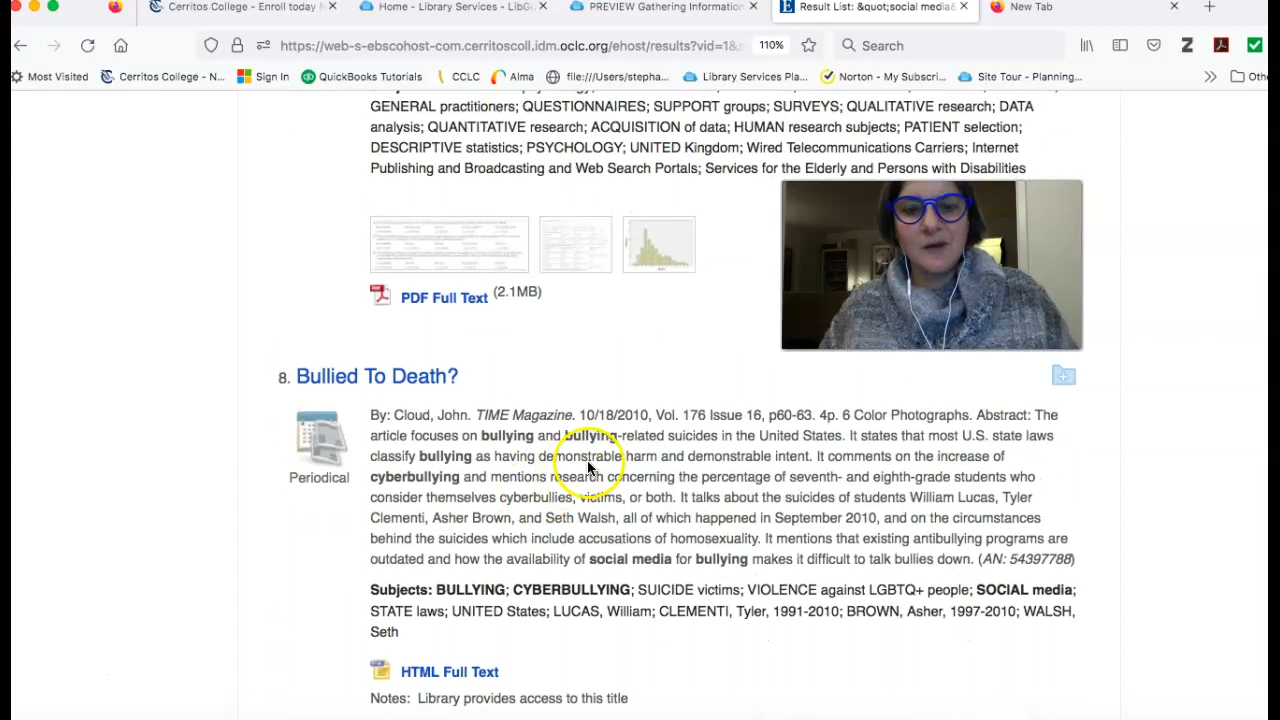 Cerritos College - Enroll today f
Home - Library Services - LibGu
PREVIEW Gathering Information
Result List: &quot;social media&
New Tab
https://web-s-ebscohost-com.cerritoscoll.idm.oclc.org/ehost/results?vid=1&s
110%
Search
Most Visited
Cerritos College - N...
Sign In
QuickBooks Tutorials
CCLC
Alma
file:///Users/stepha...
Library Services Pla...
Norton - My Subscri...
Site Tour - Planning...
Oth
GENERAL practitioners; QUESTIONNAIRES; SUPPORT groups; SURVEYS; QUALITATIVE research; DATA
analysis; QUANTITATIVE research; ACQUISITION of data; HUMAN research subjects; PATIENT selection;
DESCRIPTIVE statistics; PSYCHOLOGY; UNITED Kingdom; Wired Telecommunications Carriers; Internet
Publishing and Broadcasting and Web Search Portals; Services for the Elderly and Persons with Disabilities
PDF Full Text (2.1MB)
8. Bullied To Death?
Periodical
By: Cloud, John. TIME Magazine. 10/18/2010, Vol. 176 Issue 16, p60-63. 4p. 6 Color Photographs. Abstract: The
article focuses on bullying and bullying-related suicides in the United States. It states that most U.S. state laws
classify bullying as having demonstrable harm and demonstrable intent. It comments on the increase of
cyberbullying and mentions research concerning the percentage of seventh- and eighth-grade students who
consider themselves cyberbullies, victims, or both. It talks about the suicides of students William Lucas, Tyler
Clementi, Asher Brown, and Seth Walsh, all of which happened in September 2010, and on the circumstances
behind the suicides which include accusations of homosexuality. It mentions that existing antibullying programs are
outdated and how the availability of social media for bullying makes it difficult to talk bullies down. (AN: 54397788)
Subjects: BULLYING; CYBERBULLYING; SUICIDE victims; VIOLENCE against LGBTQ+ people; SOCIAL media;
STATE laws; UNITED States; LUCAS, William; CLEMENTI, Tyler, 1991-2010; BROWN, Asher, 1997-2010; WALSH,
Seth
HTML Full Text
Notes: Library provides access to this title